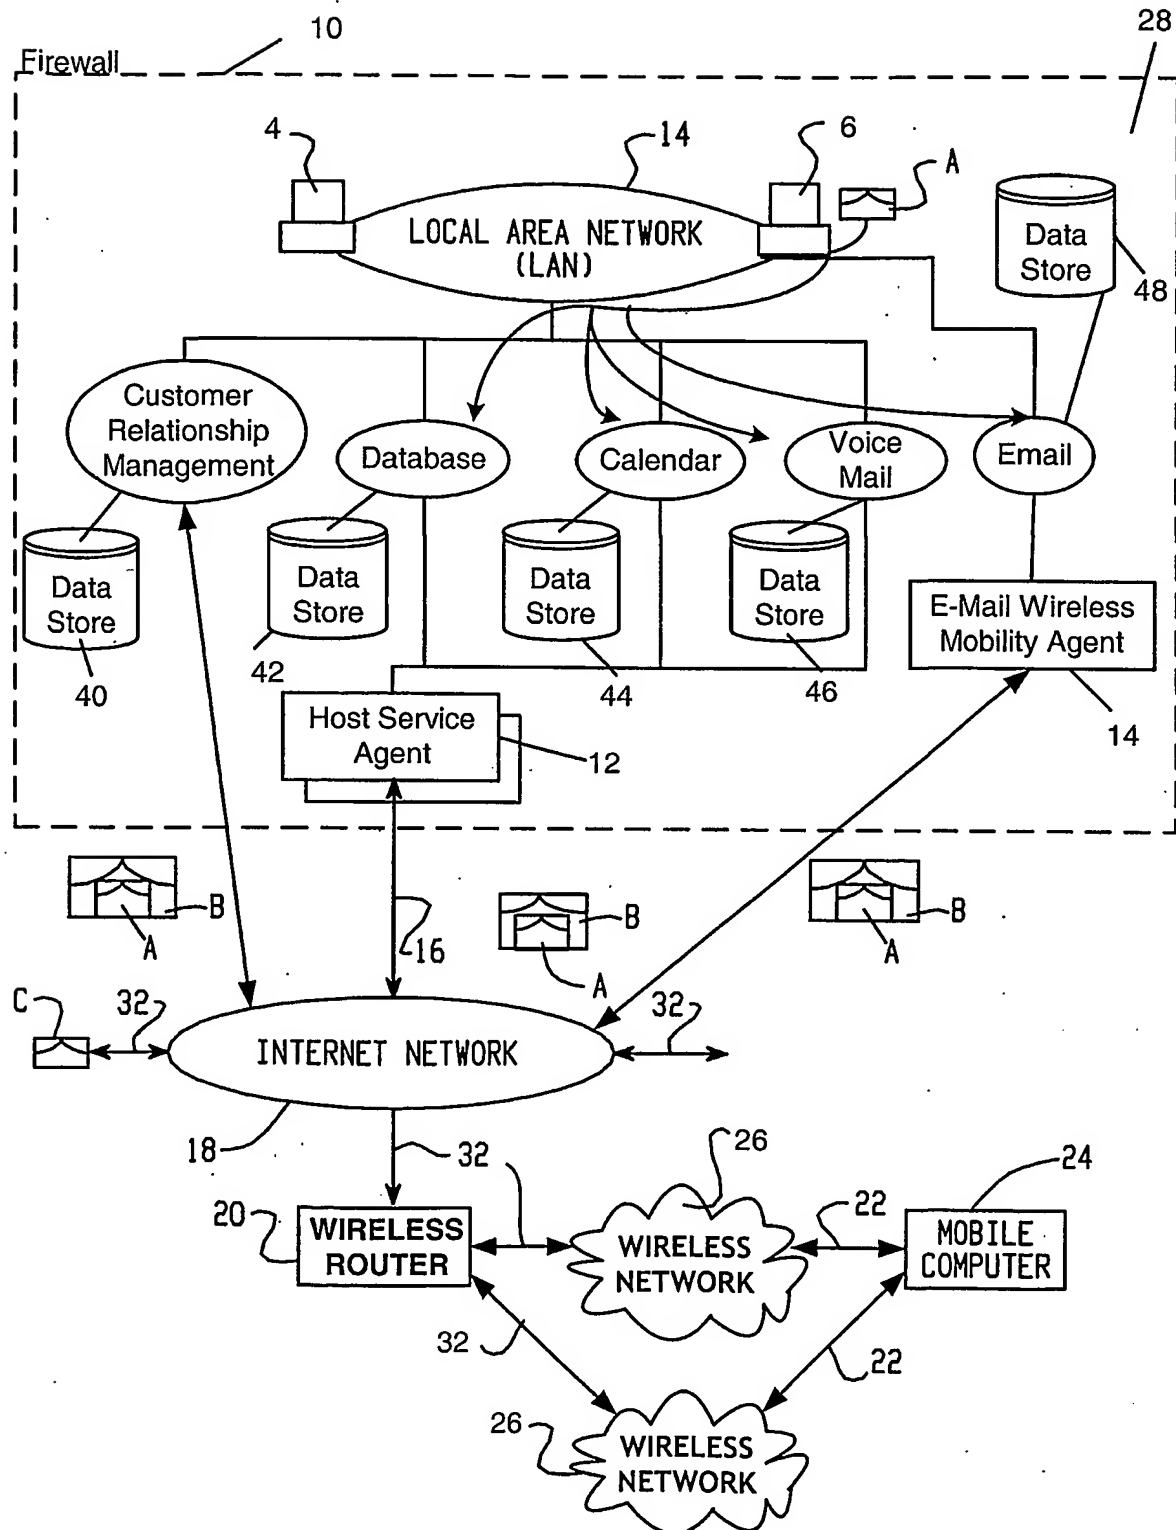 10
28
Firewall
4
14
6
A
LOCAL AREA NETWORK
(LAN)
Data
Store
48
Customer
Relationship
Management
Database
Calendar
Voice
Mail
Email
Data
Store
40
Data
Store
42
Data
Store
44
Data
Store
46
E-Mail Wireless
Mobility Agent
14
Host Service
Agent
12
B
A
16
B
A
B
A
C
32
INTERNET NETWORK
32
18
32
26
24
20
WIRELESS
ROUTER
32
WIRELESS
NETWORK
22
MOBILE
COMPUTER
32
22
26
WIRELESS
NETWORK